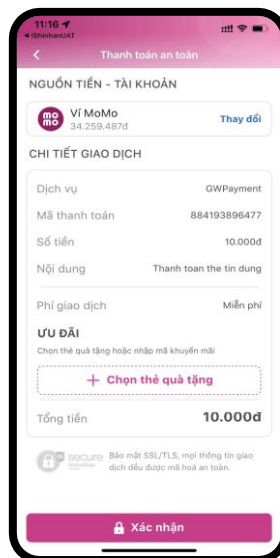 11:16
iShinhanUAT
Thanh toán an toàn
NGUỒN TIỀN - TÀI KHOẢN
mo mo
Ví MoMo
34.259.487đ
Thay đổi
CHI TIẾT GIAO DỊCH
Dịch vụ GWPayment
Mã thanh toán 884193896477
Số tiền 10.000đ
Nội dung Thanh toan the tin dung
Phí giao dịch Miễn phí
ƯU ĐÃI
Chọn thẻ quà tặng hoặc nhập mã khuyến mãi
+ Chọn thẻ quà tặng
Tổng tiền 10.000đ
secure
GlobalSign
Bảo mật SSL/TLS, mọi thông tin giao
dịch đều được mã hoá an toàn.
Xác nhận